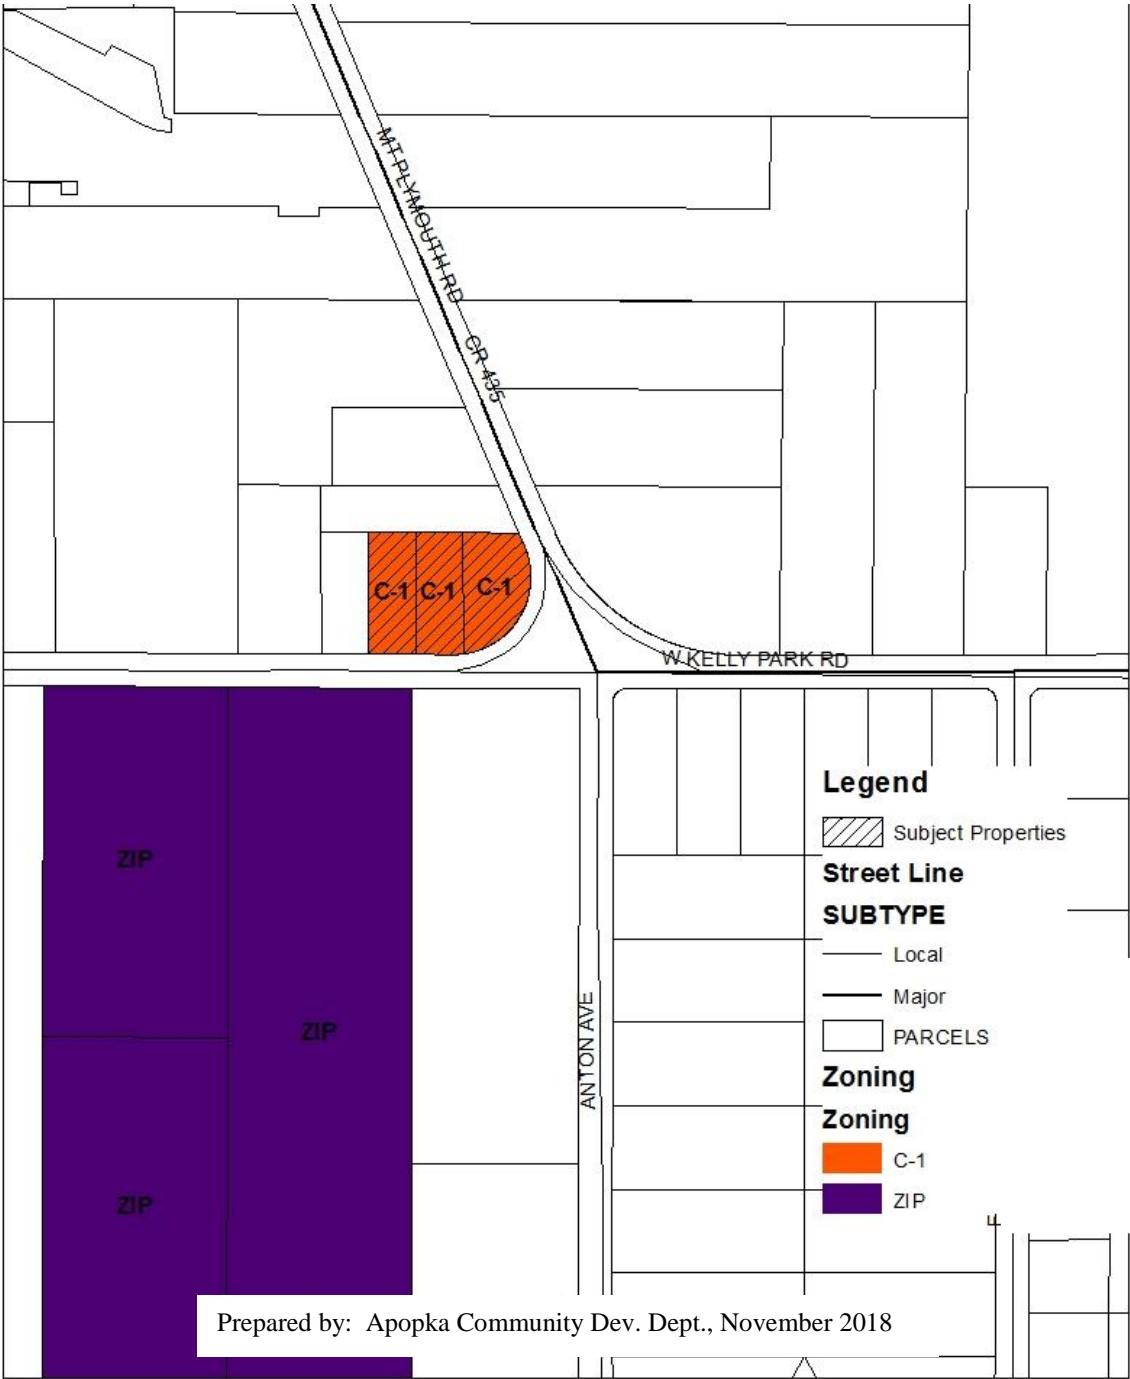 MT PLYMOUTH RD
CR 435
C-1
C-1
C-1
W KELLY PARK RD
Legend
Subject Properties
Street Line
SUBTYPE
Local
Major
PARCELS
Zoning
Zoning
C-1
ZIP
ZIP
ZIP
ZIP
ANTON AVE
Prepared by: Apopka Community Dev. Dept., November 2018